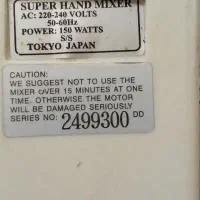 SUPER HAND MIXER
AC: 220-240 VOLTS
50-60Hz
POWER: 150 WATTS
S/S
TOKYO JAPAN
CAUTION:
WE SUGGEST NOT TO USE THE
MIXER OVER 15 MINUTES AT ONE
TIME. OTHERWISE THE MOTOR
WILL BE DAMAGED SERIOUSLY
SERIES NO: 2499300 DD